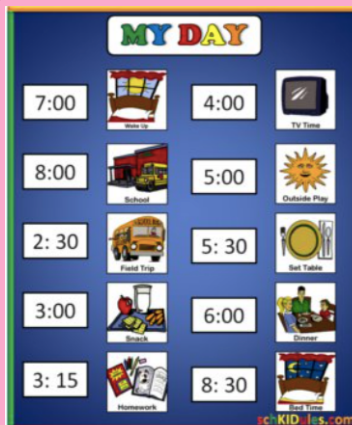 MY DAY
7:00
Wake Up
8:00
School
2: 30
Field Trip
3:00
Snack
3: 15
Homework
4:00
TV Time
5:00
Outside Play
5: 30
Set Table
6:00
Dinner
8: 30
Bed Time
schKIDules.com